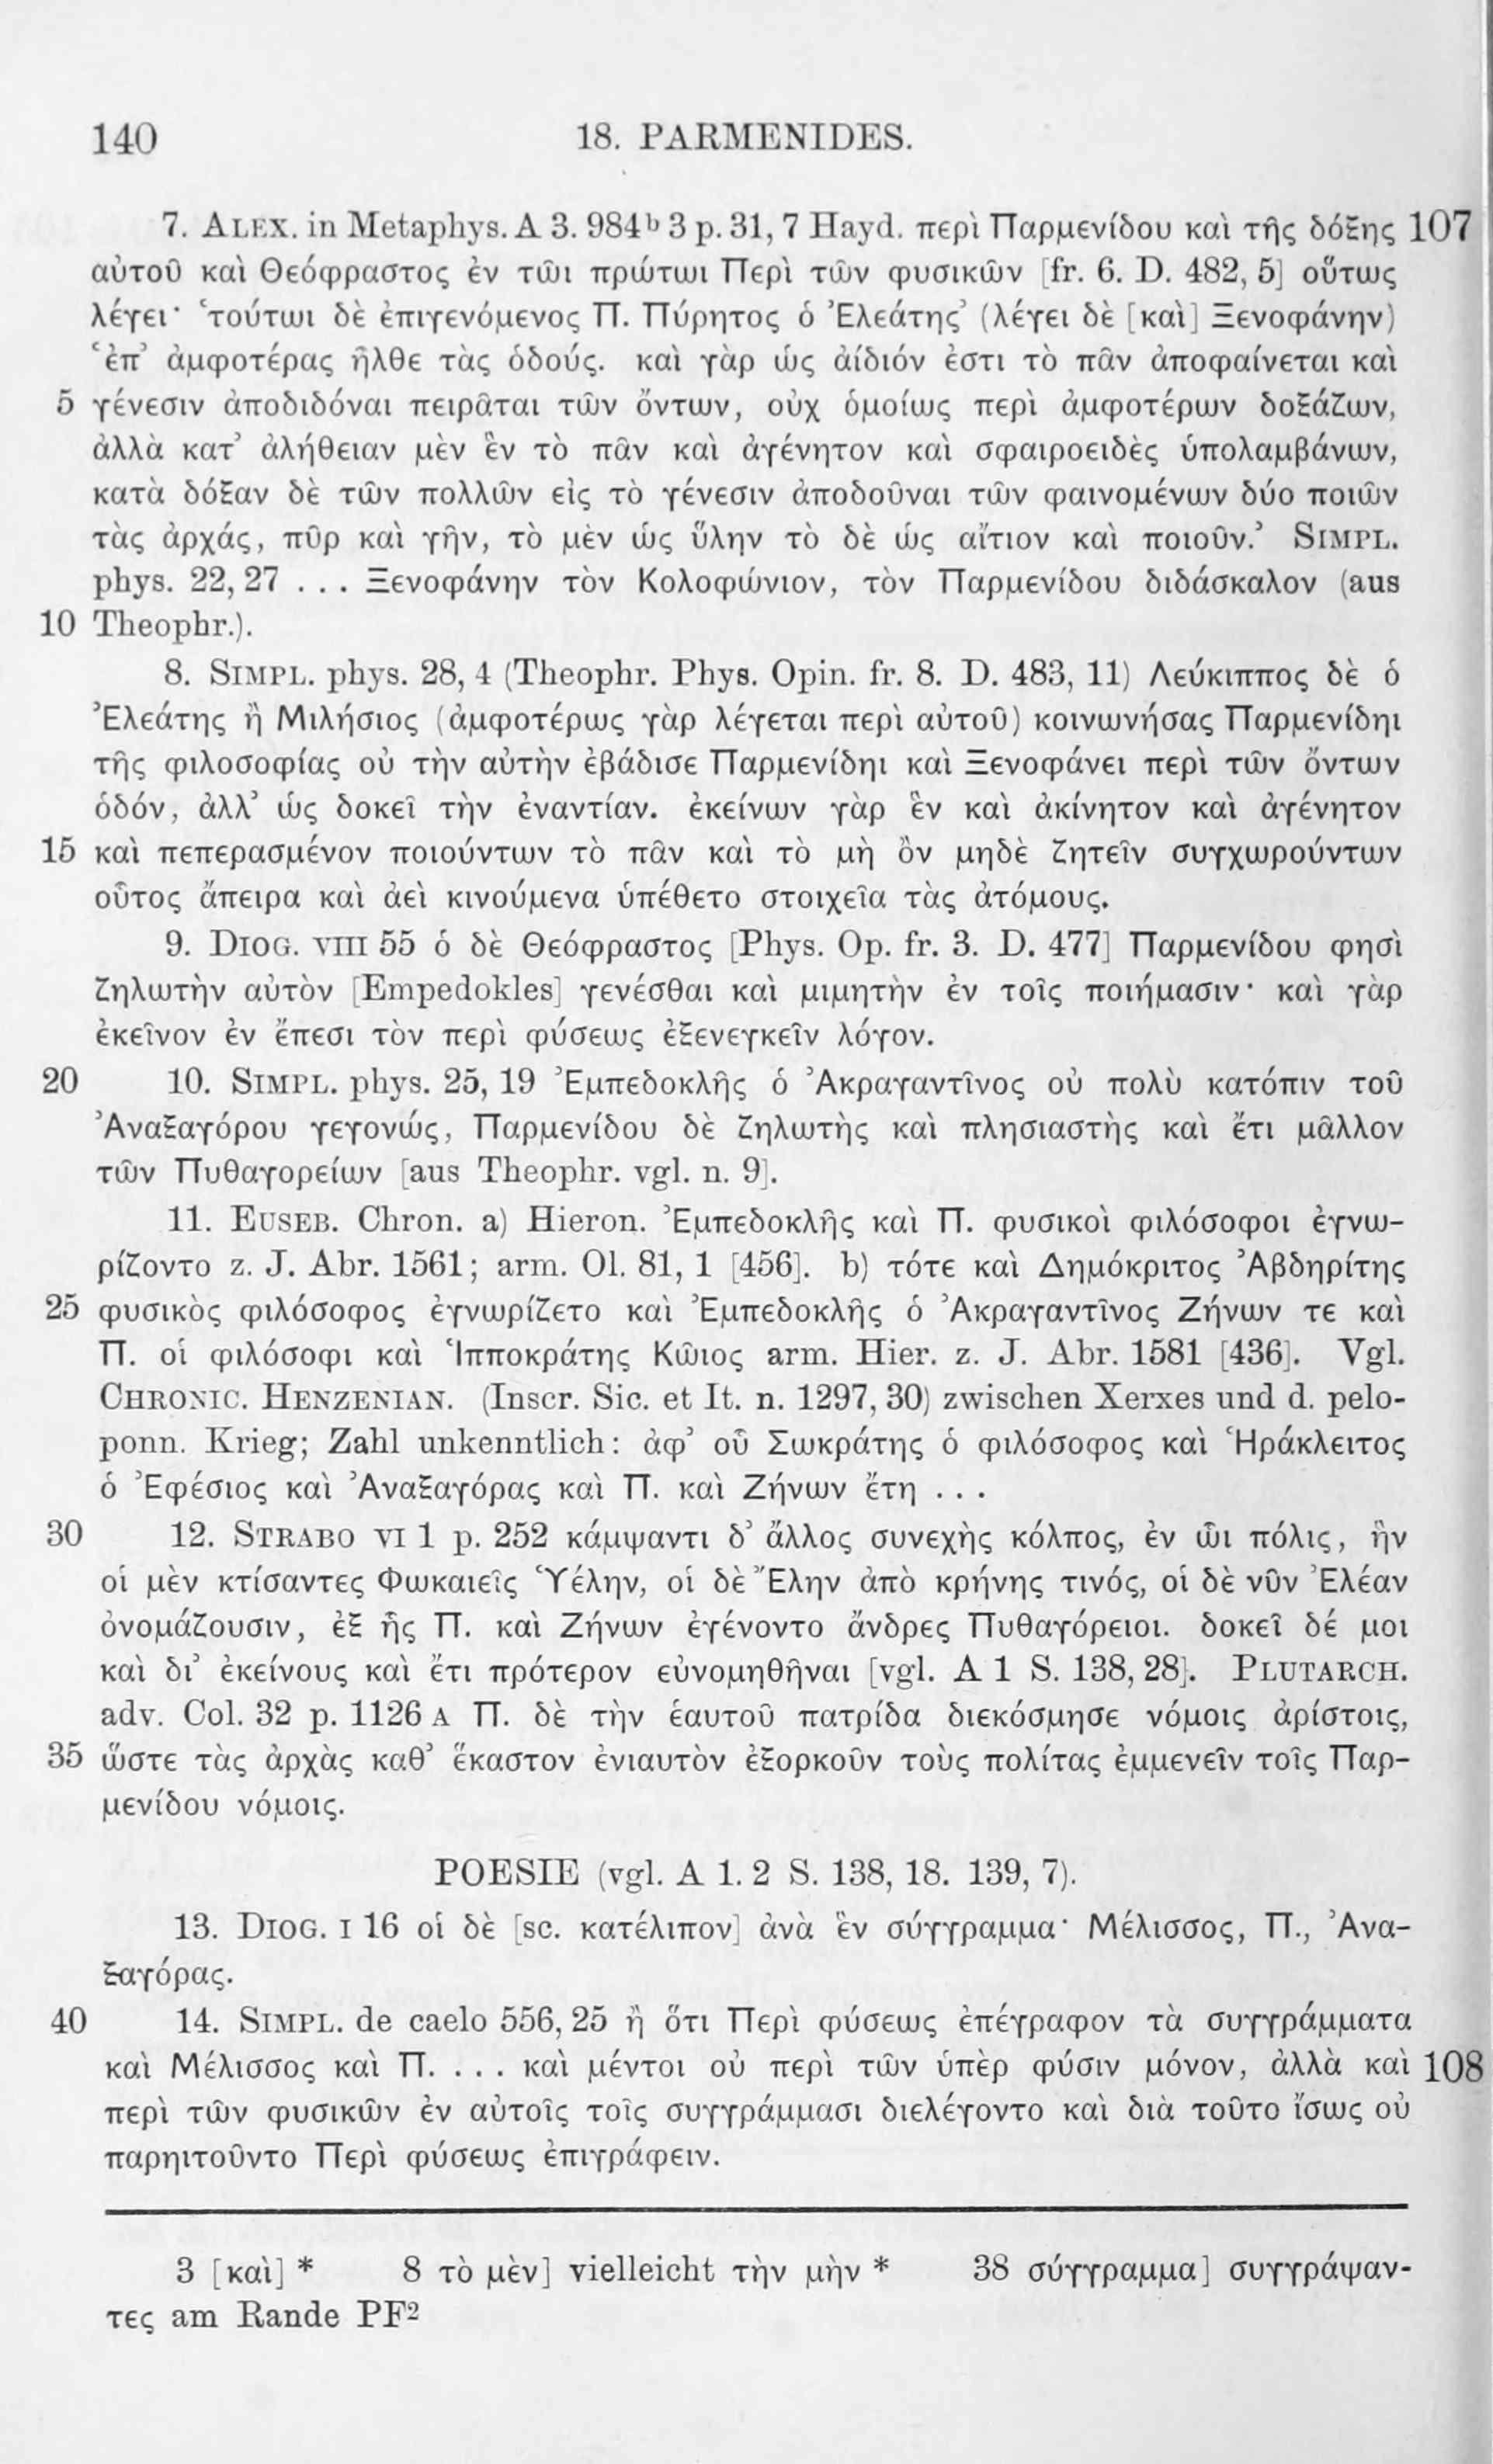 140 18. PARMENIDES.
7. ALEX. in Metaphys. A 3. 984ᵇ 3 p. 31, 7 Hayd. περὶ Παρμενίδου καὶ τῆς δόξης 107
αὐτοῦ καὶ Θεόφραστος ἐν τῶι πρώτωι Περὶ τῶν φυσικῶν [fr. 6. D. 482, 5] οὕτως
λέγει· ‘τούτωι δὲ ἐπιγενόμενος Π. Πύρητος ὁ Ἐλεάτης’ (λέγει δὲ [καὶ] Ξενοφάνην)
‘ἐπ’ ἀμφοτέρας ἦλθε τὰς ὁδούς. καὶ γὰρ ὡς ἀίδιόν ἐστι τὸ πᾶν ἀποφαίνεται καὶ
5 γένεσιν ἀποδιδόναι πειρᾶται τῶν ὄντων, οὐχ ὁμοίως περὶ ἀμφοτέρων δοξάζων,
ἀλλὰ κατ’ ἀλήθειαν μὲν ἓν τὸ πᾶν καὶ ἀγένητον καὶ σφαιροειδὲς ὑπολαμβάνων,
κατὰ δόξαν δὲ τῶν πολλῶν εἰς τὸ γένεσιν ἀποδοῦναι τῶν φαινομένων δύο ποιῶν
τὰς ἀρχάς, πῦρ καὶ γῆν, τὸ μὲν ὡς ὕλην τὸ δὲ ὡς αἴτιον καὶ ποιοῦν.’ SIMPL.
phys. 22, 27 ... Ξενοφάνην τὸν Κολοφώνιον, τὸν Παρμενίδου διδάσκαλον (aus
10 Theophr.).
8. SIMPL. phys. 28, 4 (Theophr. Phys. Opin. fr. 8. D. 483, 11) Λεύκιππος δὲ ὁ
Ἐλεάτης ἢ Μιλήσιος (ἀμφοτέρως γὰρ λέγεται περὶ αὐτοῦ) κοινωνήσας Παρμενίδηι
τῆς φιλοσοφίας οὐ τὴν αὐτὴν ἐβάδισε Παρμενίδηι καὶ Ξενοφάνει περὶ τῶν ὄντων
ὁδόν, ἀλλ’ ὡς δοκεῖ τὴν ἐναντίαν. ἐκείνων γὰρ ἓν καὶ ἀκίνητον καὶ ἀγένητον
15 καὶ πεπερασμένον ποιούντων τὸ πᾶν καὶ τὸ μὴ ὂν μηδὲ ζητεῖν συγχωρούντων
οὗτος ἄπειρα καὶ ἀεὶ κινούμενα ὑπέθετο στοιχεῖα τὰς ἀτόμους.
9. DIOG. VIII 55 ὁ δὲ Θεόφραστος [Phys. Op. fr. 3. D. 477] Παρμενίδου φησὶ
ζηλωτὴν αὐτὸν [Empedokles] γενέσθαι καὶ μιμητὴν ἐν τοῖς ποιήμασιν· καὶ γὰρ
ἐκεῖνον ἐν ἔπεσι τὸν περὶ φύσεως ἐξενεγκεῖν λόγον.
20 10. SIMPL. phys. 25, 19 Ἐμπεδοκλῆς ὁ Ἀκραγαντῖνος οὐ πολὺ κατόπιν τοῦ
Ἀναξαγόρου γεγονώς, Παρμενίδου δὲ ζηλωτὴς καὶ πλησιαστὴς καὶ ἔτι μᾶλλον
τῶν Πυθαγορείων [aus Theophr. vgl. n. 9].
11. EUSEB. Chron. a) Hieron. Ἐμπεδοκλῆς καὶ Π. φυσικοὶ φιλόσοφοι ἐγνω-
ρίζοντο z. J. Abr. 1561; arm. Ol. 81, 1 [456]. b) τότε καὶ Δημόκριτος Ἀβδηρίτης
25 φυσικὸς φιλόσοφος ἐγνωρίζετο καὶ Ἐμπεδοκλῆς ὁ Ἀκραγαντῖνος Ζήνων τε καὶ
Π. οἱ φιλόσοφι καὶ Ἱπποκράτης Κῶιος arm. Hier. z. J. Abr. 1581 [436]. Vgl.
CHRONIC. HENZENIAN. (Inscr. Sic. et It. n. 1297, 30) zwischen Xerxes und d. pelo-
ponn. Krieg; Zahl unkenntlich: ἀφ’ οὗ Σωκράτης ὁ φιλόσοφος καὶ Ἡράκλειτος
ὁ Ἐφέσιος καὶ Ἀναξαγόρας καὶ Π. καὶ Ζήνων ἔτη ...
30 12. STRABO VI 1 p. 252 κάμψαντι δ’ ἄλλος συνεχὴς κόλπος, ἐν ὧι πόλις, ἣν
οἱ μὲν κτίσαντες Φωκαιεῖς Ὑέλην, οἱ δὲ Ἔλην ἀπὸ κρήνης τινός, οἱ δὲ νῦν Ἐλέαν
ὀνομάζουσιν, ἐξ ἧς Π. καὶ Ζήνων ἐγένοντο ἄνδρες Πυθαγόρειοι. δοκεῖ δέ μοι
καὶ δι’ ἐκείνους καὶ ἔτι πρότερον εὐνομηθῆναι [vgl. A 1 S. 138, 28]. PLUTARCH.
adv. Col. 32 p. 1126 A Π. δὲ τὴν ἑαυτοῦ πατρίδα διεκόσμησε νόμοις ἀρίστοις,
35 ὥστε τὰς ἀρχὰς καθ’ ἕκαστον ἐνιαυτὸν ἐξορκοῦν τοὺς πολίτας ἐμμενεῖν τοῖς Παρ-
μενίδου νόμοις.
POESIE (vgl. A 1. 2 S. 138, 18. 139, 7).
13. DIOG. I 16 οἱ δὲ [sc. κατέλιπον] ἀνὰ ἓν σύγγραμμα· Μέλισσος, Π., Ἀνα-
ξαγόρας.
40 14. SIMPL. de caelo 556, 25 ἢ ὅτι Περὶ φύσεως ἐπέγραφον τὰ συγγράμματα
καὶ Μέλισσος καὶ Π. ... καὶ μέντοι οὐ περὶ τῶν ὑπὲρ φύσιν μόνον, ἀλλὰ καὶ 108
περὶ τῶν φυσικῶν ἐν αὐτοῖς τοῖς συγγράμμασι διελέγοντο καὶ διὰ τοῦτο ἴσως οὐ
παρηιτοῦντο Περὶ φύσεως ἐπιγράφειν.
3 [καὶ] * 8 τὸ μὲν] vielleicht τὴν μὴν * 38 σύγγραμμα] συγγράψαν-
τες am Rande PF²